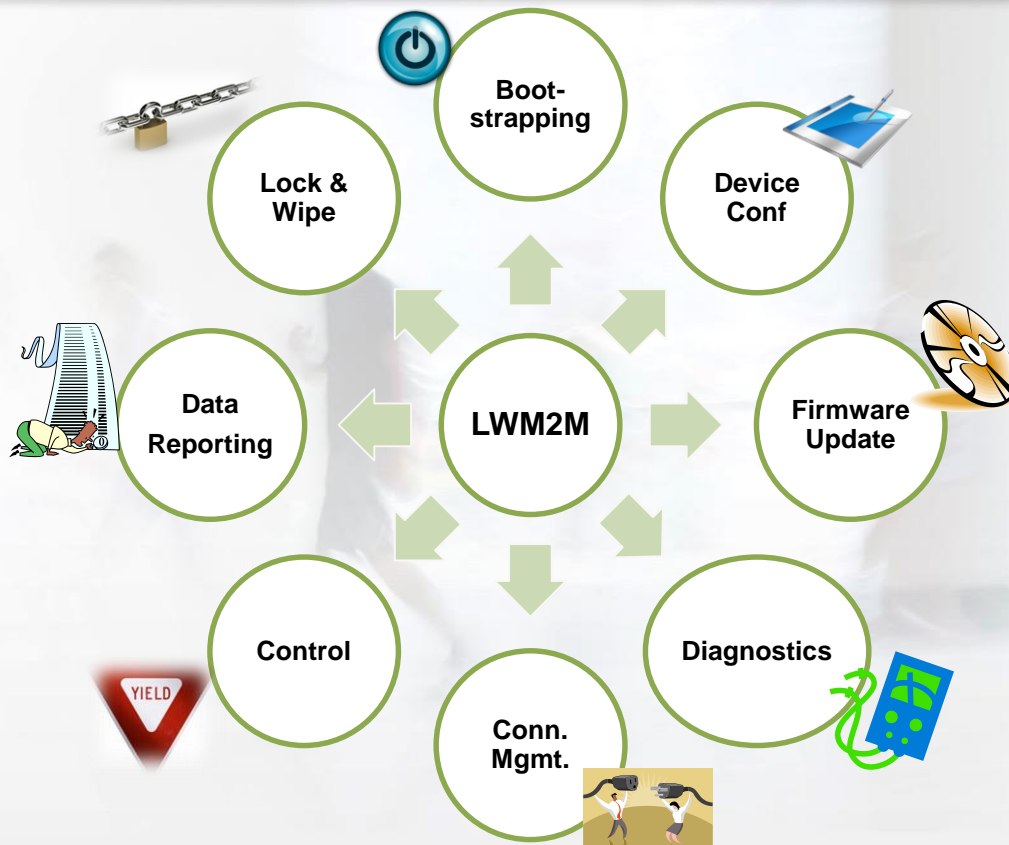 Boot-
strapping
Lock &
Wipe
Device
Conf
Data
Reporting
LWM2M
Firmware
Update
Control
YIELD
Diagnostics
Conn.
Mgmt.